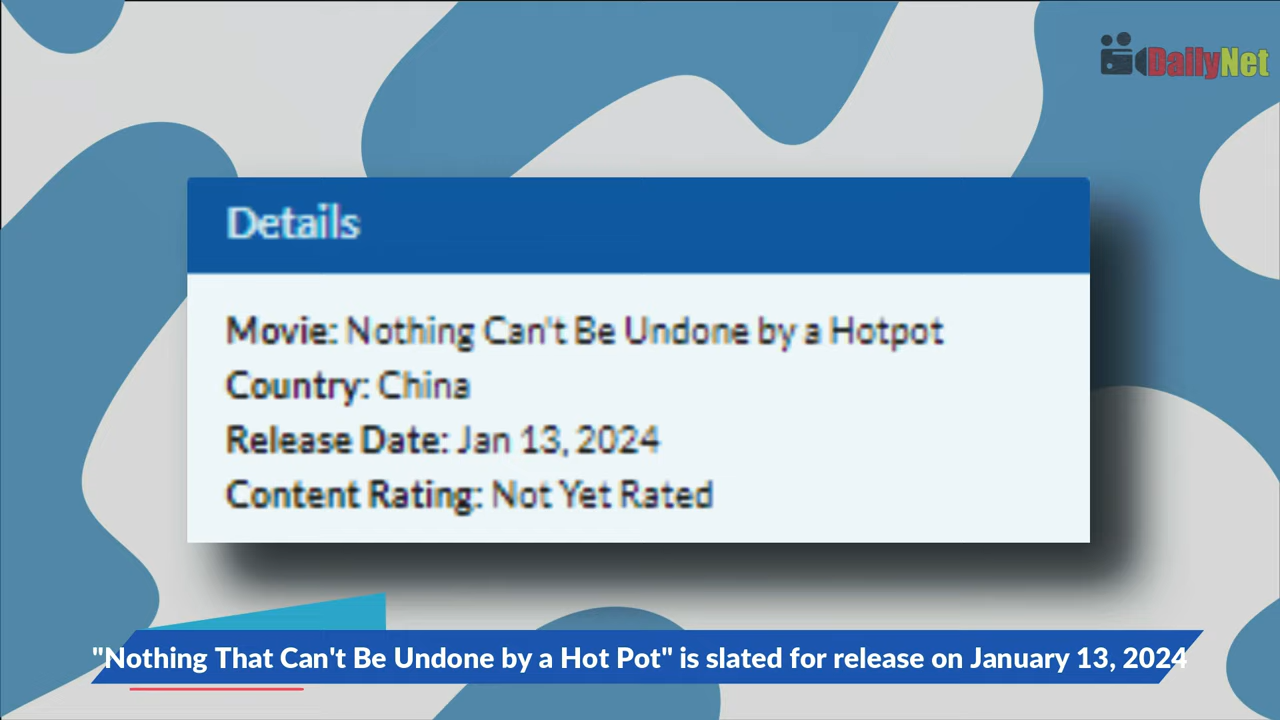 DailyNet
Details
Movie: Nothing Can't Be Undone by a Hotpot
Country: China
Release Date: Jan 13, 2024
Content Rating: Not Yet Rated
"Nothing That Can't Be Undone by a Hot Pot" is slated for release on January 13, 2024